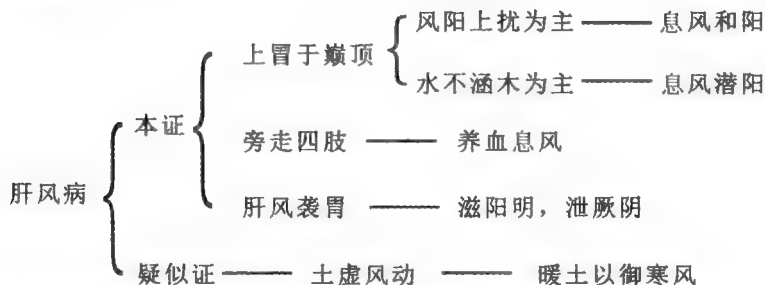 风阳上扰为主 息风和阳
上冒于巅顶
水不涵木为主 息风潜阳
本证
旁走四肢 养血息风
肝风病
肝风袭胃 滋阳明，泄厥阴
疑似证 土虚风动 暖土以御寒风